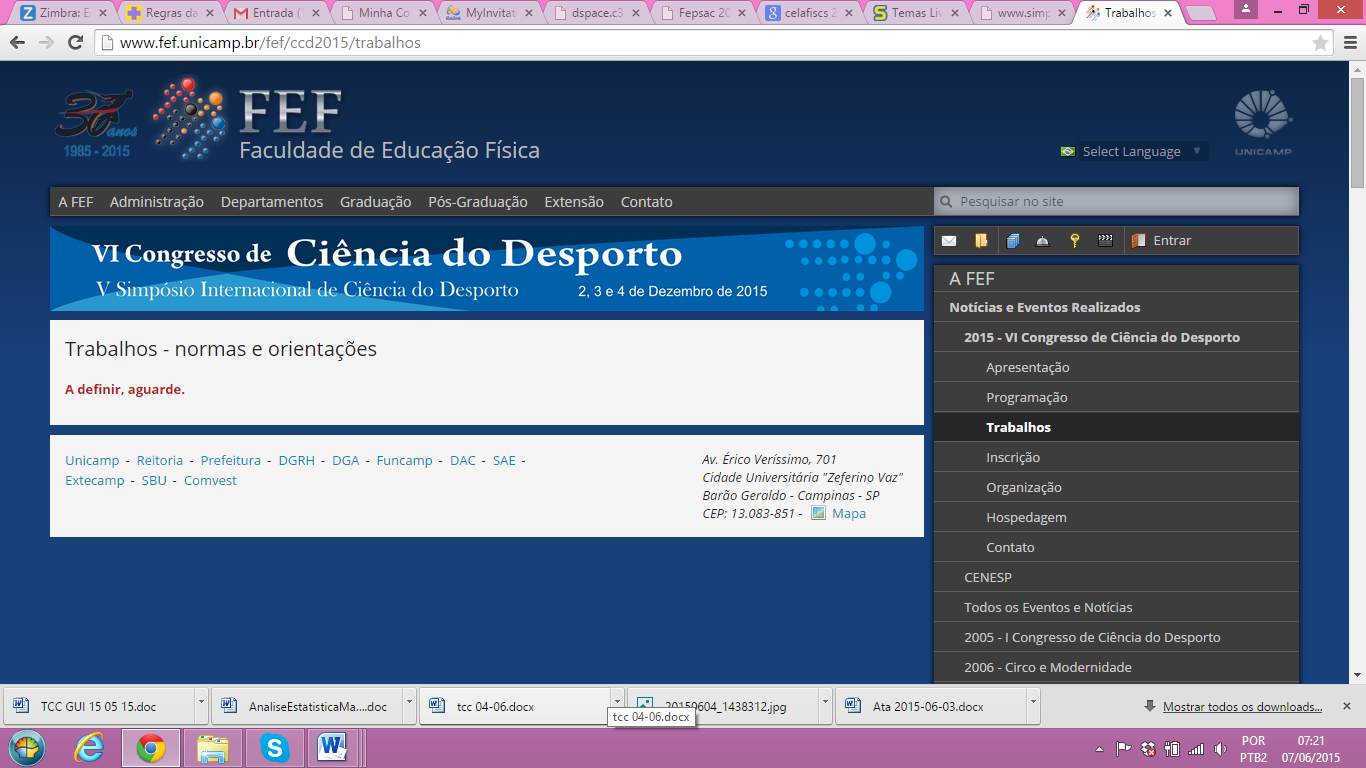 Zimbra: E
Regras da
Entrada (1
Minha Co
MyInvitati
dspace.c3
Fepsac 20
celafiscs 2
Temas Liv
www.simp
Trabalhos
www.fef.unicamp.br/fef/ccd2015/trabalhos
anos
1985 - 2015
FEF
Faculdade de Educação Física
Select Language ▼
UNICAMP
A FEF Administração Departamentos Graduação Pós-Graduação Extensão Contato
Pesquisar no site
VI Congresso de Ciência do Desporto
V Simpósio Internacional de Ciência do Desporto 2, 3 e 4 de Dezembro de 2015
Entrar
Trabalhos - normas e orientações
A definir, aguarde.
Unicamp - Reitoria - Prefeitura - DGRH - DGA - Funcamp - DAC - SAE -
Extecamp - SBU - Comvest
Av. Érico Veríssimo, 701
Cidade Universitária "Zeferino Vaz"
Barão Geraldo - Campinas - SP
CEP: 13.083-851 - Mapa
A FEF
Notícias e Eventos Realizados
2015 - VI Congresso de Ciência do Desporto
Apresentação
Programação
Trabalhos
Inscrição
Organização
Hospedagem
Contato
CENESP
Todos os Eventos e Notícias
2005 - I Congresso de Ciência do Desporto
2006 - Circo e Modernidade
TCC GUI 15 05 15.doc
AnaliseEstatisticaMa....doc
tcc 04-06.docx
20150604_1438312.jpg
Ata 2015-06-03.docx
Mostrar todos os downloads...
tcc 04-06.docx
POR
PTB2
07:21
07/06/2015